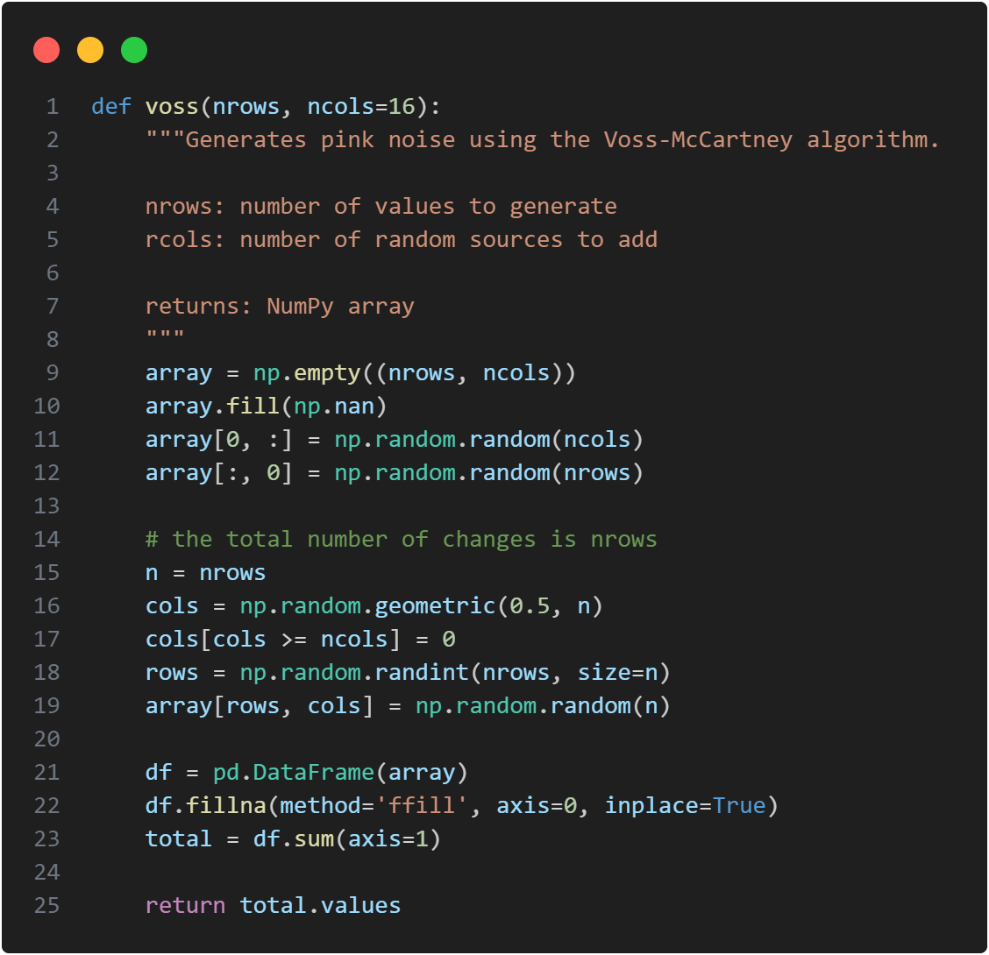 1 def voss(nrows, ncols=16):
2     """Generates pink noise using the Voss-McCartney algorithm.
3
4     nrows: number of values to generate
5     rcols: number of random sources to add
6
7     returns: NumPy array
8     """
9     array = np.empty((nrows, ncols))
10     array.fill(np.nan)
11     array[0, :] = np.random.random(ncols)
12     array[:, 0] = np.random.random(nrows)
13
14     # the total number of changes is nrows
15     n = nrows
16     cols = np.random.geometric(0.5, n)
17     cols[cols >= ncols] = 0
18     rows = np.random.randint(nrows, size=n)
19     array[rows, cols] = np.random.random(n)
20
21     df = pd.DataFrame(array)
22     df.fillna(method='ffill', axis=0, inplace=True)
23     total = df.sum(axis=1)
24
25     return total.values